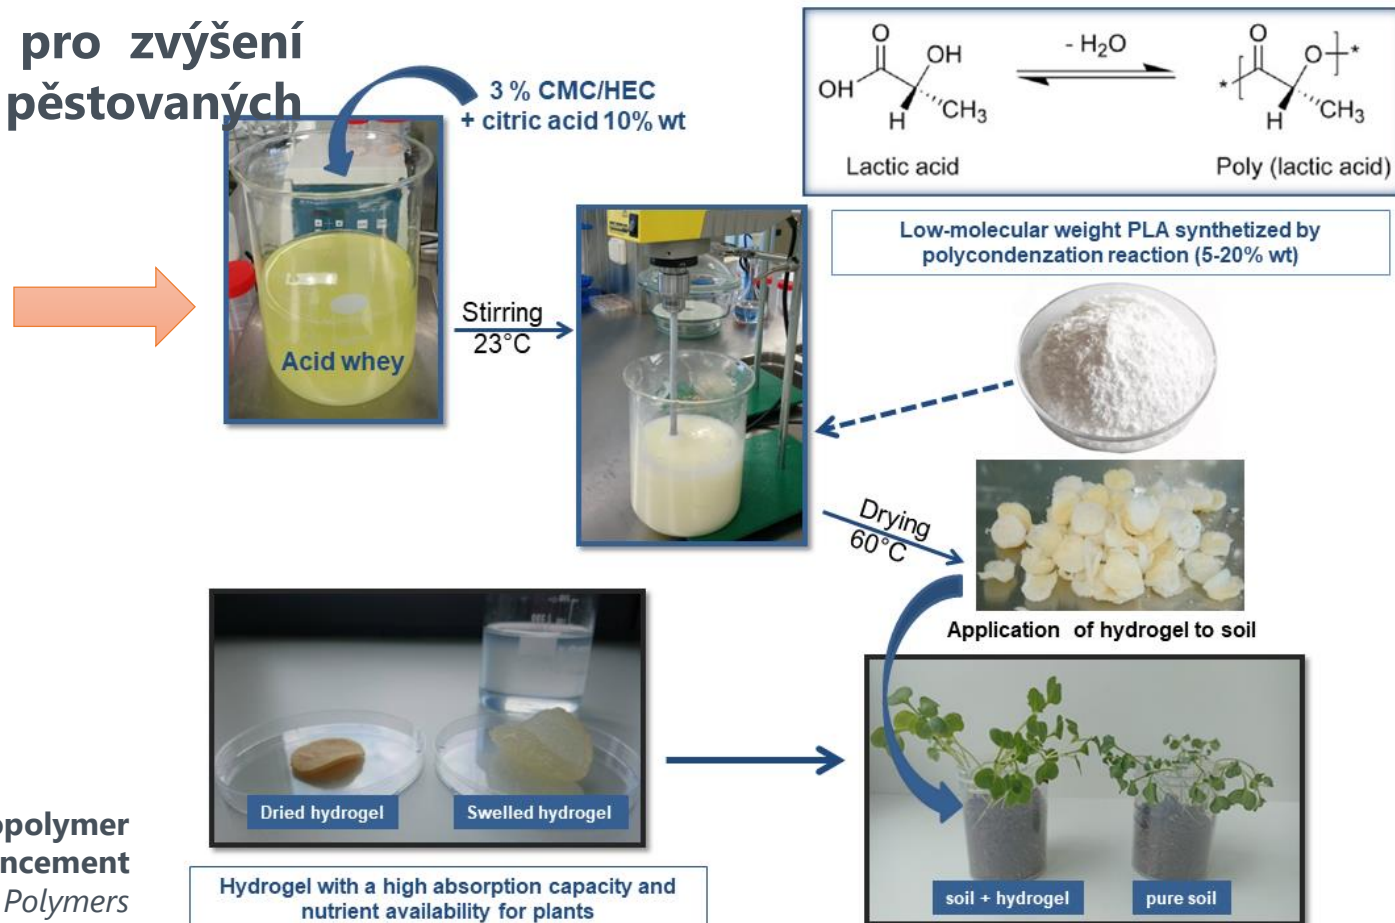 pro zvýšení
pěstovaných
3 % CMC/HEC
+ citric acid 10% wt
O
OH
OH
H
CH3
Lactic acid
- H2O
O
O
*
*
H
CH3
Poly (lactic acid)
Low-molecular weight PLA synthetized by
polycondenzation reaction (5-20% wt)
Acid whey
Stirring
23°C
Drying
60°C
Application of hydrogel to soil
Dried hydrogel
Swelled hydrogel
soil + hydrogel
pure soil
Hydrogel with a high absorption capacity and
nutrient availability for plants
opolymer
ncement
Polymers